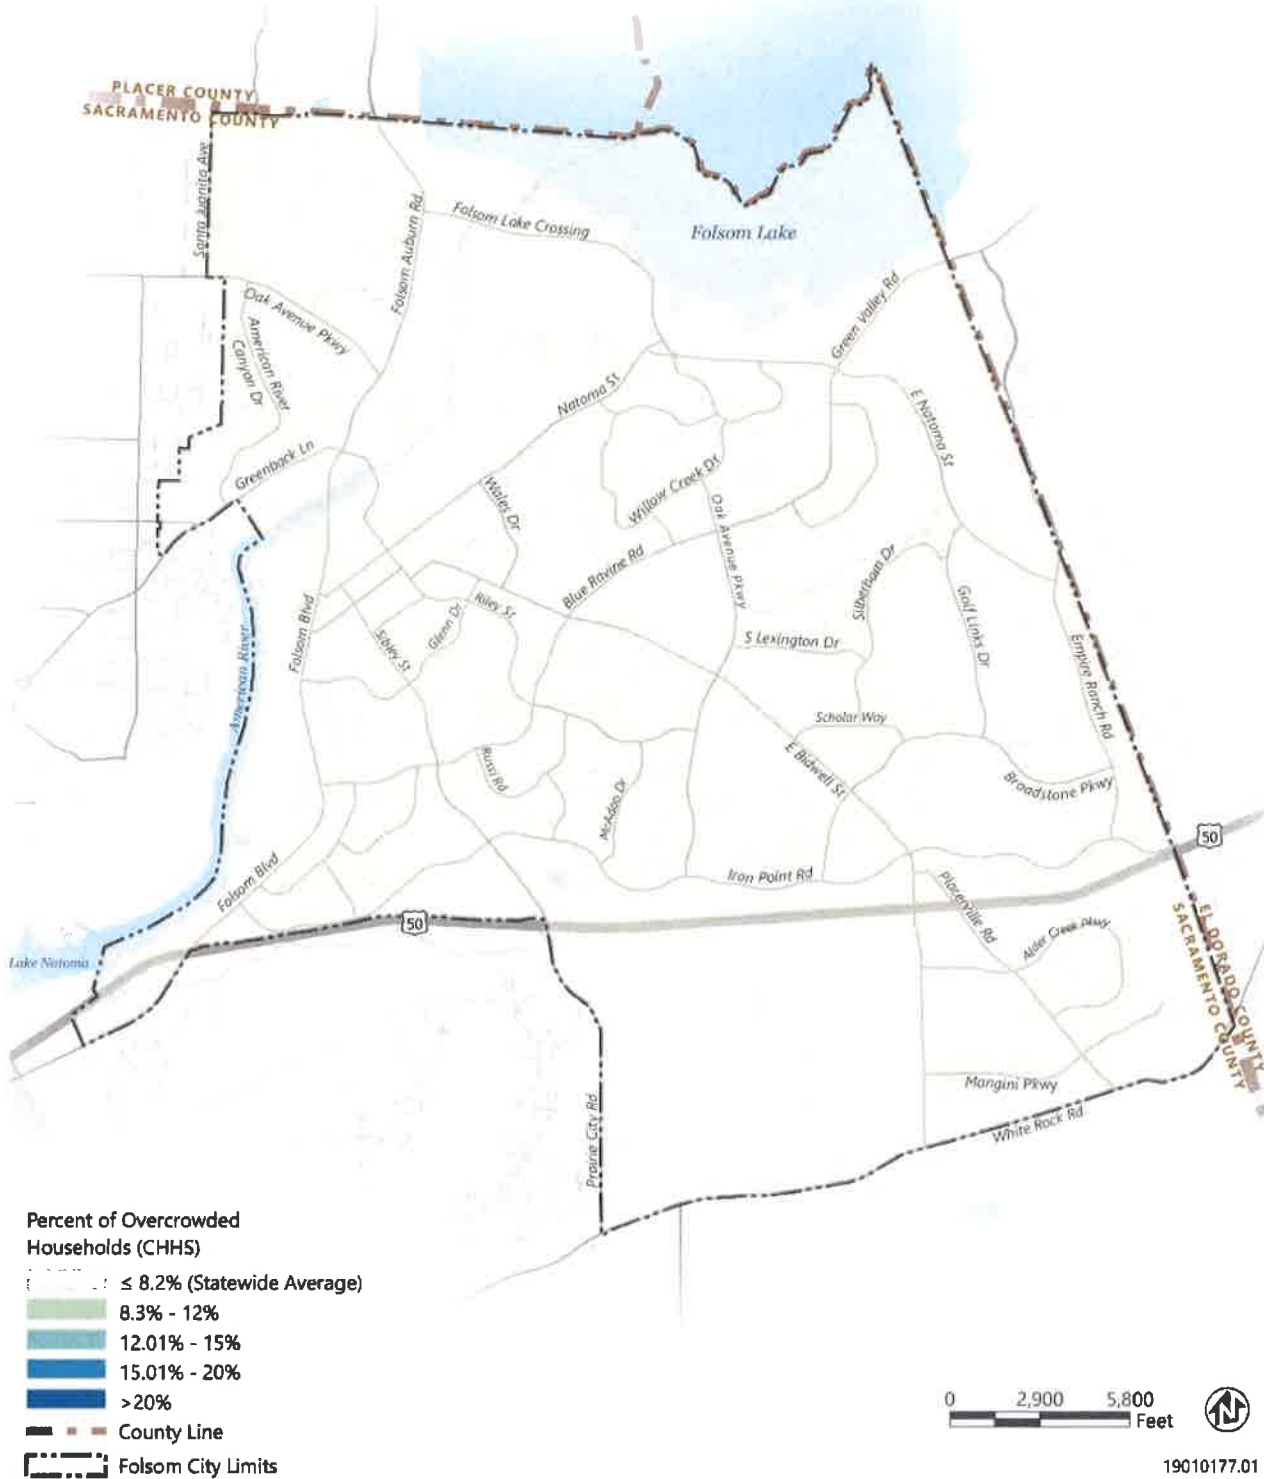 PLACER COUNTY
SACRAMENTO COUNTY
Santa Juanita Ave
Folsom Auburn Rd
Folsom Lake Crossing
Folsom Lake
Oak Avenue Pkwy
American River
Canyon Dr
Green Valley Rd
Natoma St
E Natoma St
Greenback Ln
Wales Dr
Willow Creek Dr
Oak Avenue Pkwy
Blue Ravine Rd
Silberhorn Dr
Golf Links Dr
Folsom Blvd
Sibley St
Glenn Dr
Riley St
S Lexington Dr
Empire Ranch Rd
American River
Scholar Way
E Bidwell St
Russi Rd
McAdoo Dr
Broadstone Pkwy
50
Iron Point Rd
Folsom Blvd
Placerville Rd
50
Alder Creek Pkwy
Lake Natoma
EL DORADO COUNTY
SACRAMENTO COUNTY
Mangini Pkwy
White Rock Rd
Prairie City Rd
Percent of Overcrowded
Households (CHHS)
≤ 8.2% (Statewide Average)
8.3% - 12%
12.01% - 15%
15.01% - 20%
>20%
County Line
Folsom City Limits
0 2,900 5,800
Feet
N
19010177.01